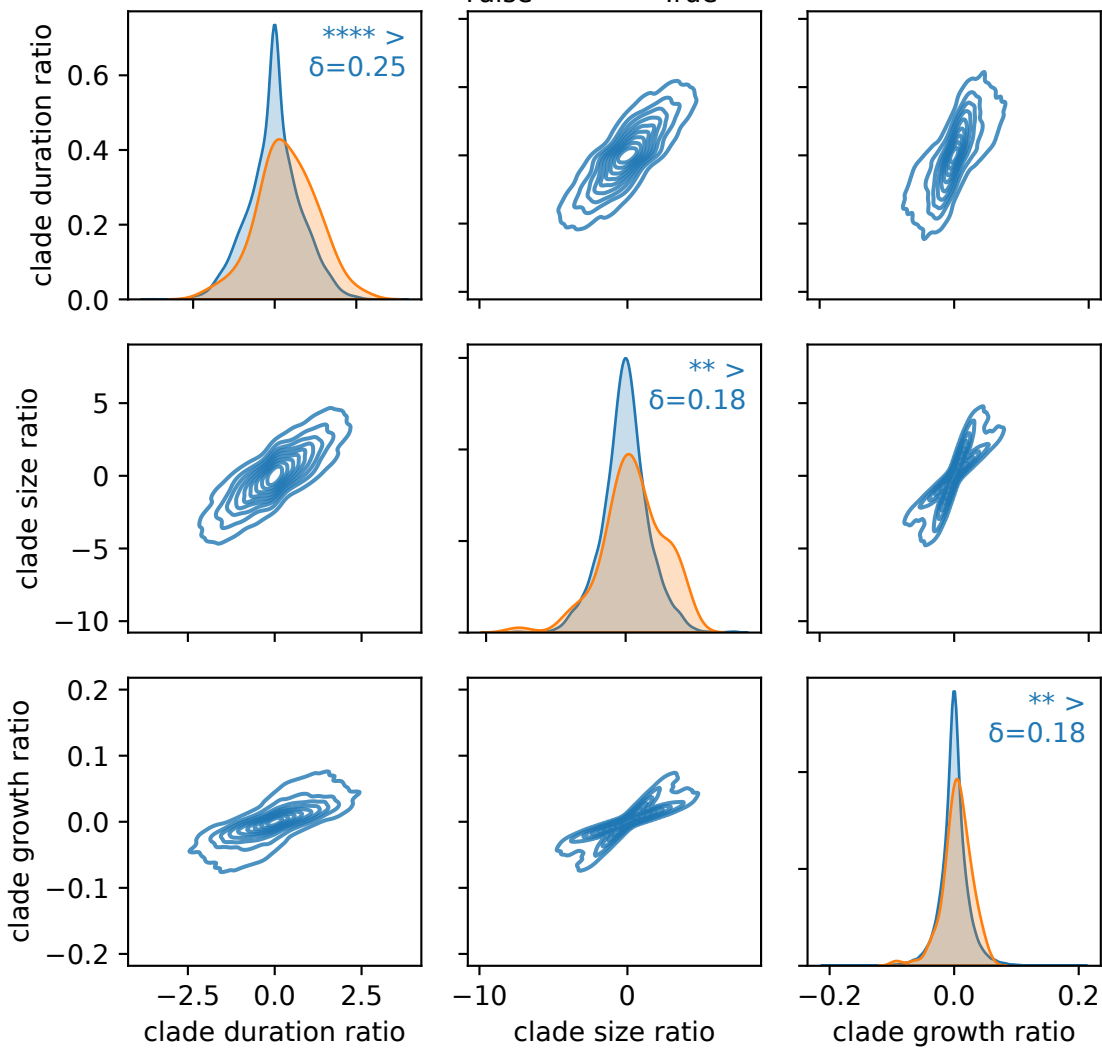 clade duration ratio
0.6
0.4
0.2
0.0
**** >
δ=0.25
clade size ratio
5
0
−5
−10
** >
δ=0.18
clade growth ratio
0.2
0.1
0.0
−0.1
−0.2
** >
δ=0.18
−2.5 0.0 2.5
−10 0
−0.2 0.0 0.2
clade duration ratio
clade size ratio
clade growth ratio